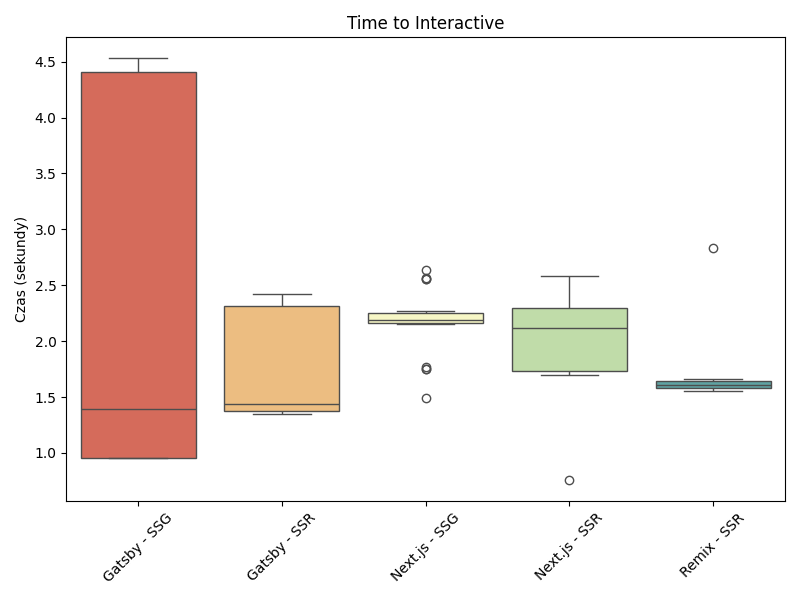 Time to Interactive
Czas (sekundy)
4.5
4.0
3.5
3.0
2.5
2.0
1.5
1.0
Gatsby - SSG
Gatsby - SSR
Next.js - SSG
Next.js - SSR
Remix - SSR